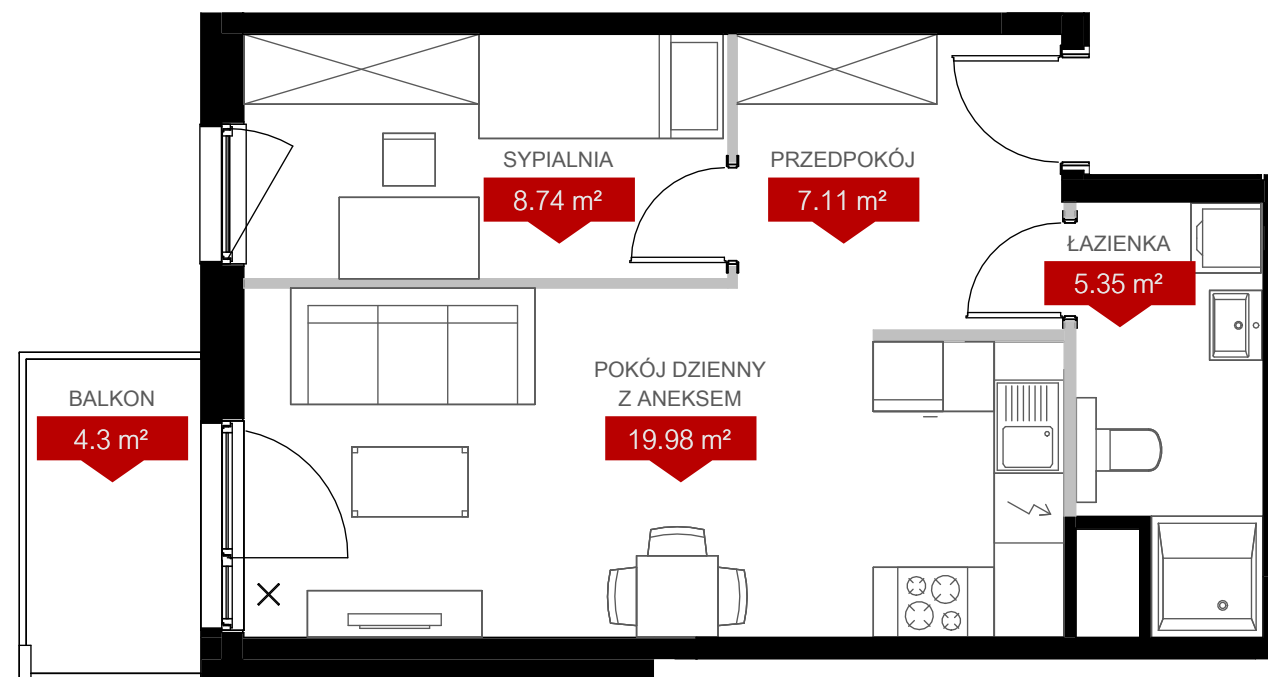 SYPIALNIA
8.74 m²
PRZEDPOKÓJ
7.11 m²
ŁAZIENKA
5.35 m²
POKÓJ DZIENNY
Z ANEKSEM
19.98 m²
BALKON
4.3 m²